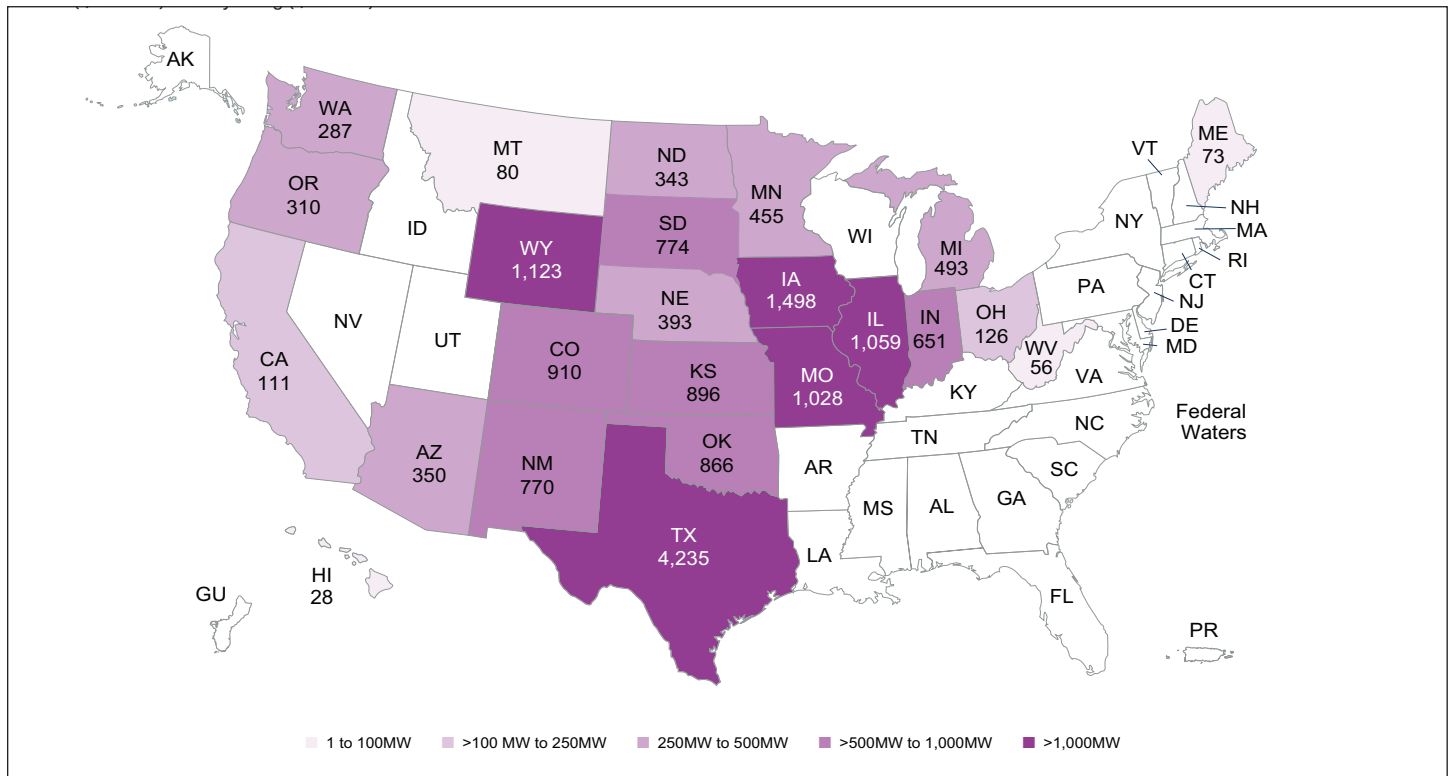 AK
WA
287
OR
310
CA
111
MT
80
ID
NV
UT
AZ
350
WY
1,123
CO
910
NM
770
ND
343
SD
774
NE
393
KS
896
OK
866
TX
4,235
MN
455
IA
1,498
MO
1,028
AR
LA
WI
IL
1,059
MI
493
IN
651
OH
126
WV
56
KY
TN
MS
AL
GA
FL
SC
NC
VA
PA
NY
VT
ME
73
NH
MA
RI
CT
NJ
DE
MD
Federal
Waters
HI
28
GU
PR
1 to 100MW
>100 MW to 250MW
250MW to 500MW
>500MW to 1,000MW
>1,000MW